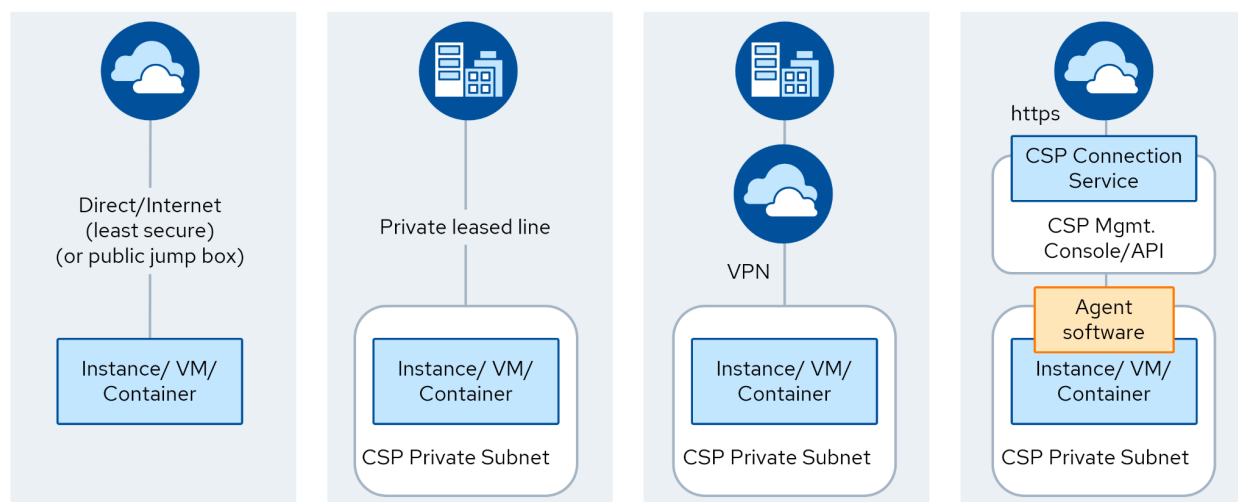 Direct/Internet
(least secure)
(or public jump box)
Instance/ VM/
Container
Private leased line
Instance/ VM/
Container
CSP Private Subnet
VPN
Instance/ VM/
Container
CSP Private Subnet
https
CSP Connection
Service
CSP Mgmt.
Console/API
Agent
software
Instance/ VM/
Container
CSP Private Subnet